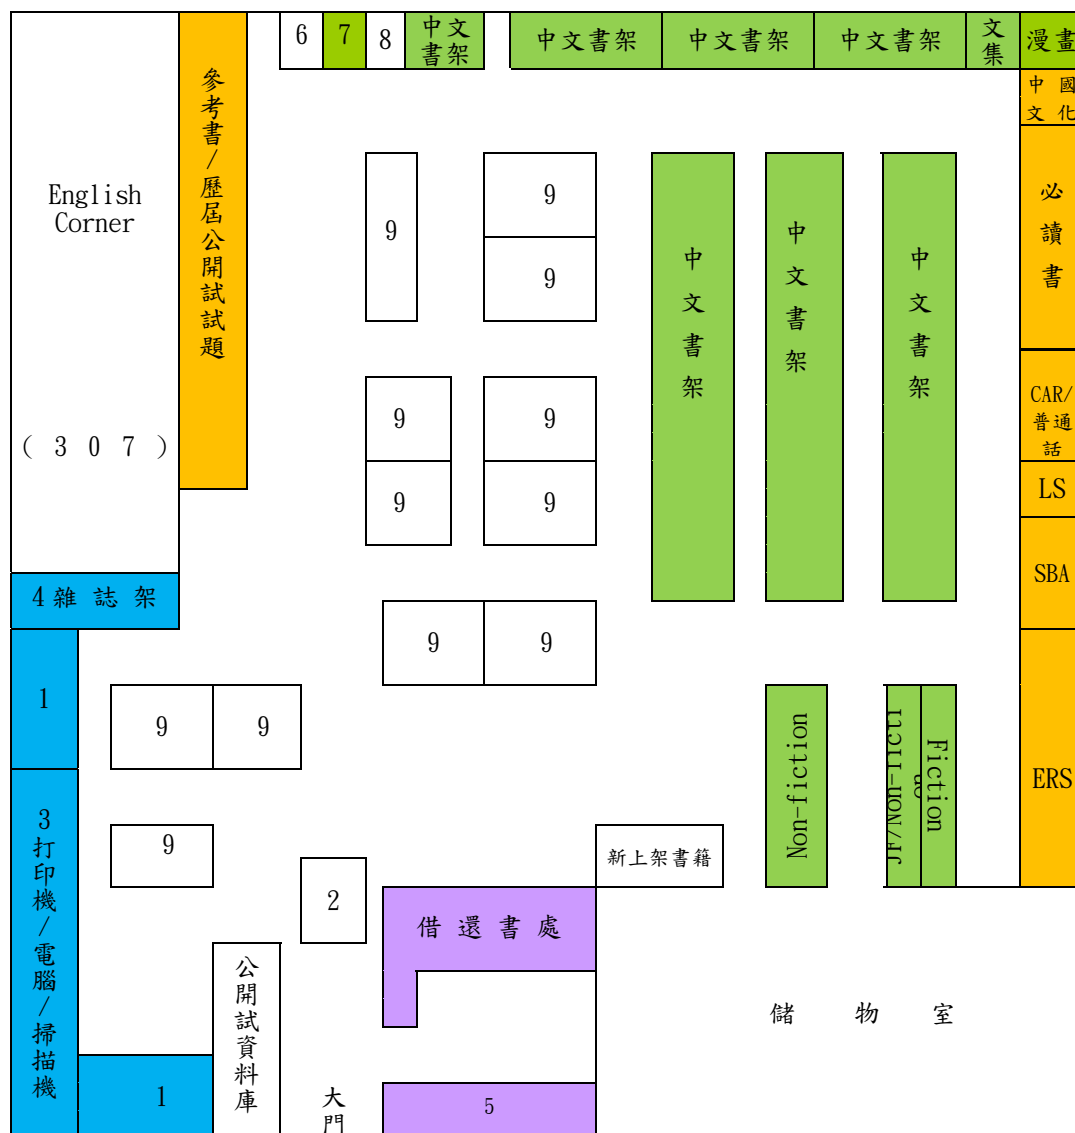 6
7
8
中文
書架
中文書架
中文書架
中文書架
文
集
漫畫
中國
文化
參考書/歷屆公開試試題
English
Corner
(307)
9
9
9
中文書架
中文書架
中文書架
必讀書
9
9
9
9
CAR/
普通
話
LS
SBA
4雜誌架
9
9
1
9
9
Non-fiction
Fiction
ERS
3
打印機/電腦/掃描機
9
新上架書籍
2
借還書處
公開試資料庫
儲物室
1
大門
5